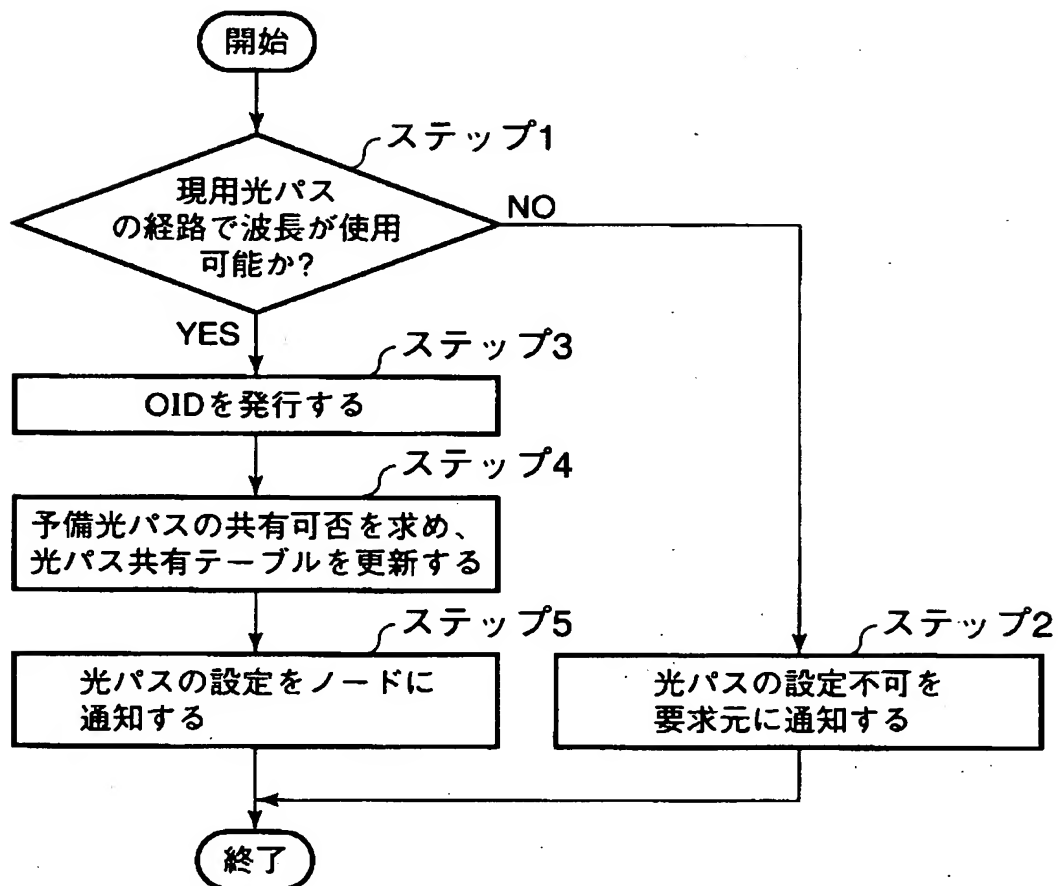 開始
ステップ1
現用光パス
の経路で波長が使用
可能か?
NO
YES
ステップ3
OIDを発行する
ステップ4
予備光パスの共有可否を求め、
光パス共有テーブルを更新する
ステップ5
光パスの設定をノードに
通知する
ステップ2
光パスの設定不可を
要求元に通知する
終了